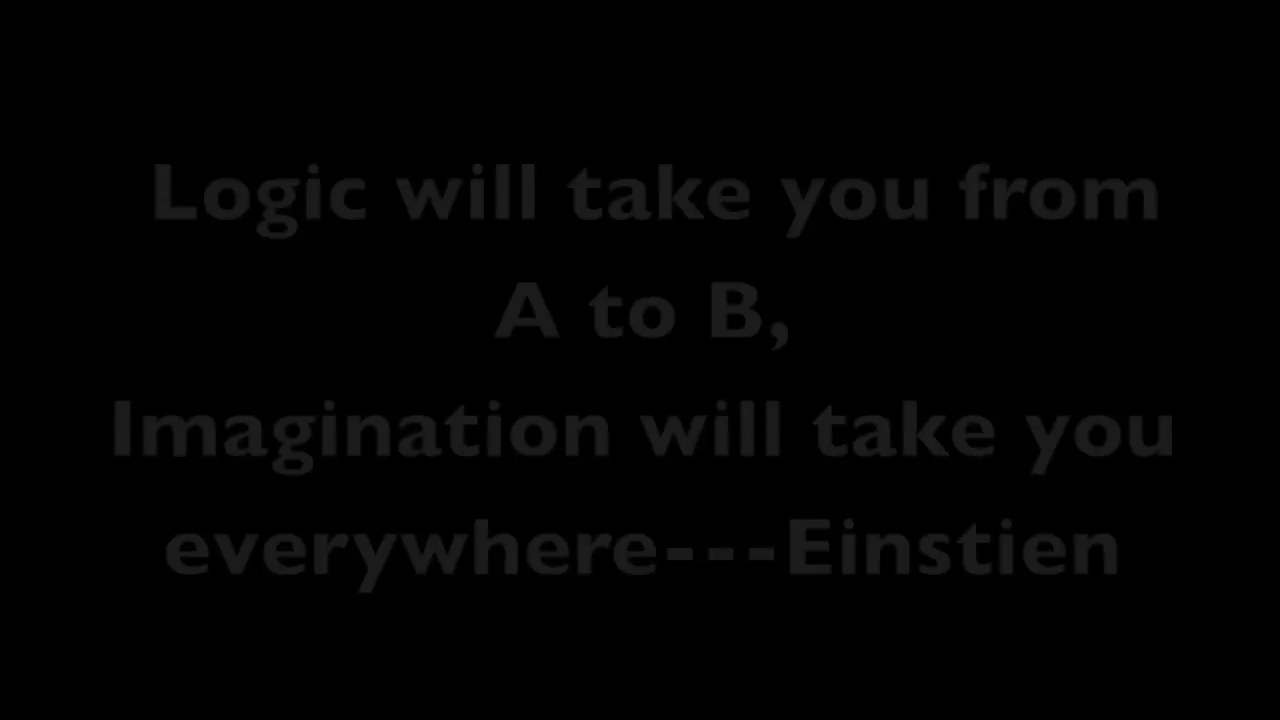 Logic will take you from
A to B,
Imagination will take you
everywhere---Einstien